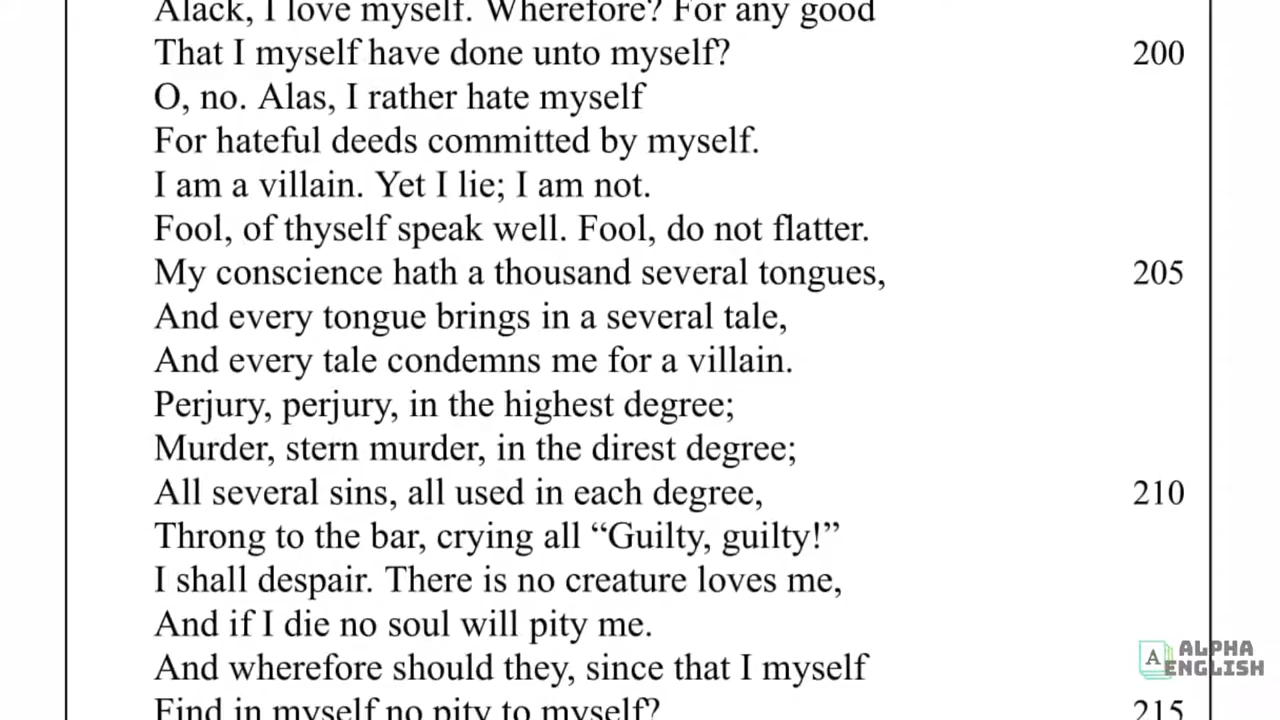 Alack, I love myself. Wherefore? For any good
That I myself have done unto myself? 200
O, no. Alas, I rather hate myself
For hateful deeds committed by myself.
I am a villain. Yet I lie; I am not.
Fool, of thyself speak well. Fool, do not flatter.
My conscience hath a thousand several tongues, 205
And every tongue brings in a several tale,
And every tale condemns me for a villain.
Perjury, perjury, in the highest degree;
Murder, stern murder, in the direst degree;
All several sins, all used in each degree, 210
Throng to the bar, crying all “Guilty, guilty!”
I shall despair. There is no creature loves me,
And if I die no soul will pity me.
And wherefore should they, since that I myself
Find in myself no pity to myself? 215
A ALPHA
ENGLISH